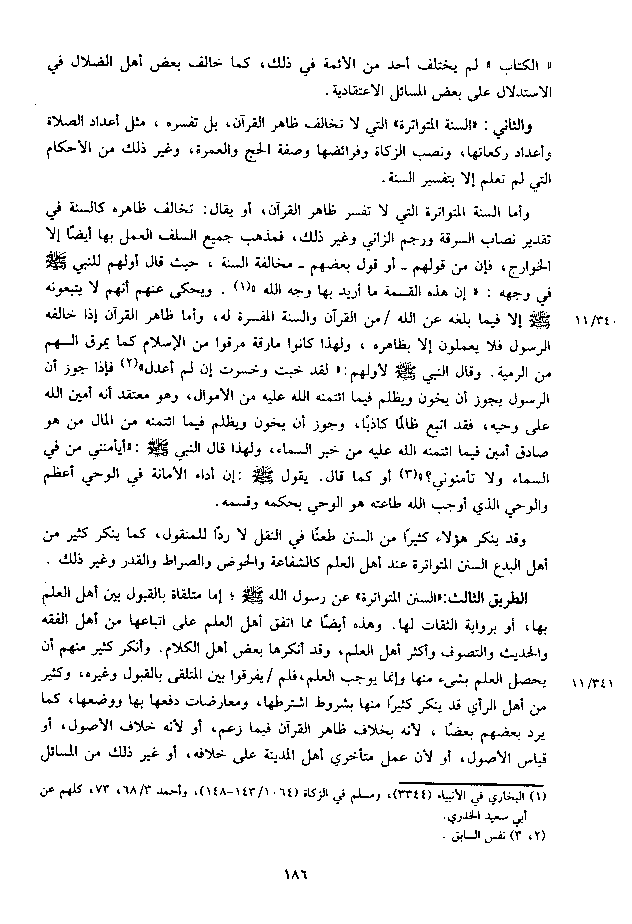 « الكتاب » لم يختلف أحد من الأئمة في ذلك، كما خالف بعض أهل الضلال في
الاستدلال على بعض المسائل الاعتقادية.
والثاني : «السنة المتواترة» التي لا تخالف ظاهر القرآن، بل تفسره ، مثل أعداد الصلاة
وأعداد ركعاتها، ونصب الزكاة وفرائضها وصفة الحج والعمرة، وغير ذلك من الأحكام
التي لم تعلم إلا بتفسير السنة.
وأما السنة المتواترة التي لا تفسر ظاهر القرآن، أو يقال: تخالف ظاهره كالسنة في
تقدير نصاب السرقة ورجم الزاني وغير ذلك، فمذهب جميع السلف العمل بها أيضًا إلا
الخوارج، فإن من قولهم ـ أو قول بعضهم ـ مخالفة السنة ، حيث قال أولهم للنبي ﷺ
في وجهه : « إن هذه القسمة ما أريد بها وجه الله »(١) . ويحكى عنهم أنهم لا يتبعونه
ﷺ إلا فيما بلغه عن الله /من القرآن والسنة المفسرة له، وأما ظاهر القرآن إذا خالفه
١١/٣٤٠
الرسول فلا يعملون إلا بظاهره ، ولهذا كانوا مارقة مرقوا من الإسلام كما يمرق السهم
من الرمية. وقال النبي ﷺ لأولهم: « لقد خبت وخسرت إن لم أعدل»(٢) فإذا جوز أن
الرسول يجوز أن يخون ويظلم فيما ائتمنه الله عليه من الأموال، وهو معتقد أنه أمين الله
على وحيه، فقد اتبع ظالمًا كاذبًا، وجوز أن يخون ويظلم فيما ائتمنه من المال من هو
صادق أمين فيما ائتمنه الله عليه من خبر السماء، ولهذا قال النبي ﷺ : «أيأمنني من في
السماء ولا تأمنوني؟»(٣) أو كما قال. يقول ﷺ :إن أداء الأمانة في الوحي أعظم
والوحي الذي أوجب الله طاعته هو الوحي بحكمه وقسمه.
وقد ينكر هؤلاء كثيرًا من السنن طعنًا في النقل لا ردًا للمنقول، كما ينكر كثير من
أهل البدع السنن المتواترة عند أهل العلم كالشفاعة والحوض والصراط والقدر وغير ذلك .
الطريق الثالث:«السنن المتواترة» عن رسول الله ﷺ ؛ إما متلقاة بالقبول بين أهل العلم
بها، أو برواية الثقات لها. وهذه أيضًا مما اتفق أهل العلم على اتباعها من أهل الفقه
والحديث والتصوف وأكثر أهل العلم، وقد أنكرها بعض أهل الكلام. وأنكر كثير منهم أن
يحصل العلم بشىء منها وإنما يوجب العلم،فلم /يفرقوا بين المتلقى بالقبول وغيره، وكثير
١١/٣٤١
من أهل الرأي قد ينكر كثيرًا منها بشروط اشترطها، ومعارضات دفعها بها ووضعها، كما
يرد بعضهم بعضًا ، لأنه بخلاف ظاهر القرآن فيما زعم، أو لأنه خلاف الأصول، أو
قياس الأصول، أو لأن عمل متأخري أهل المدينة على خلافه، أو غير ذلك من المسائل
(١) البخاري في الأنبياء (٣٣٤٤)، ومسلم في الزكاة (١٠٦٤/ ١٤٣-١٤٨)، وأحمد ٣/ ٦٨، ٧٣، كلهم عن
أبي سعيد الخدري.
(٢، ٣) نفس السابق .
١٨٦